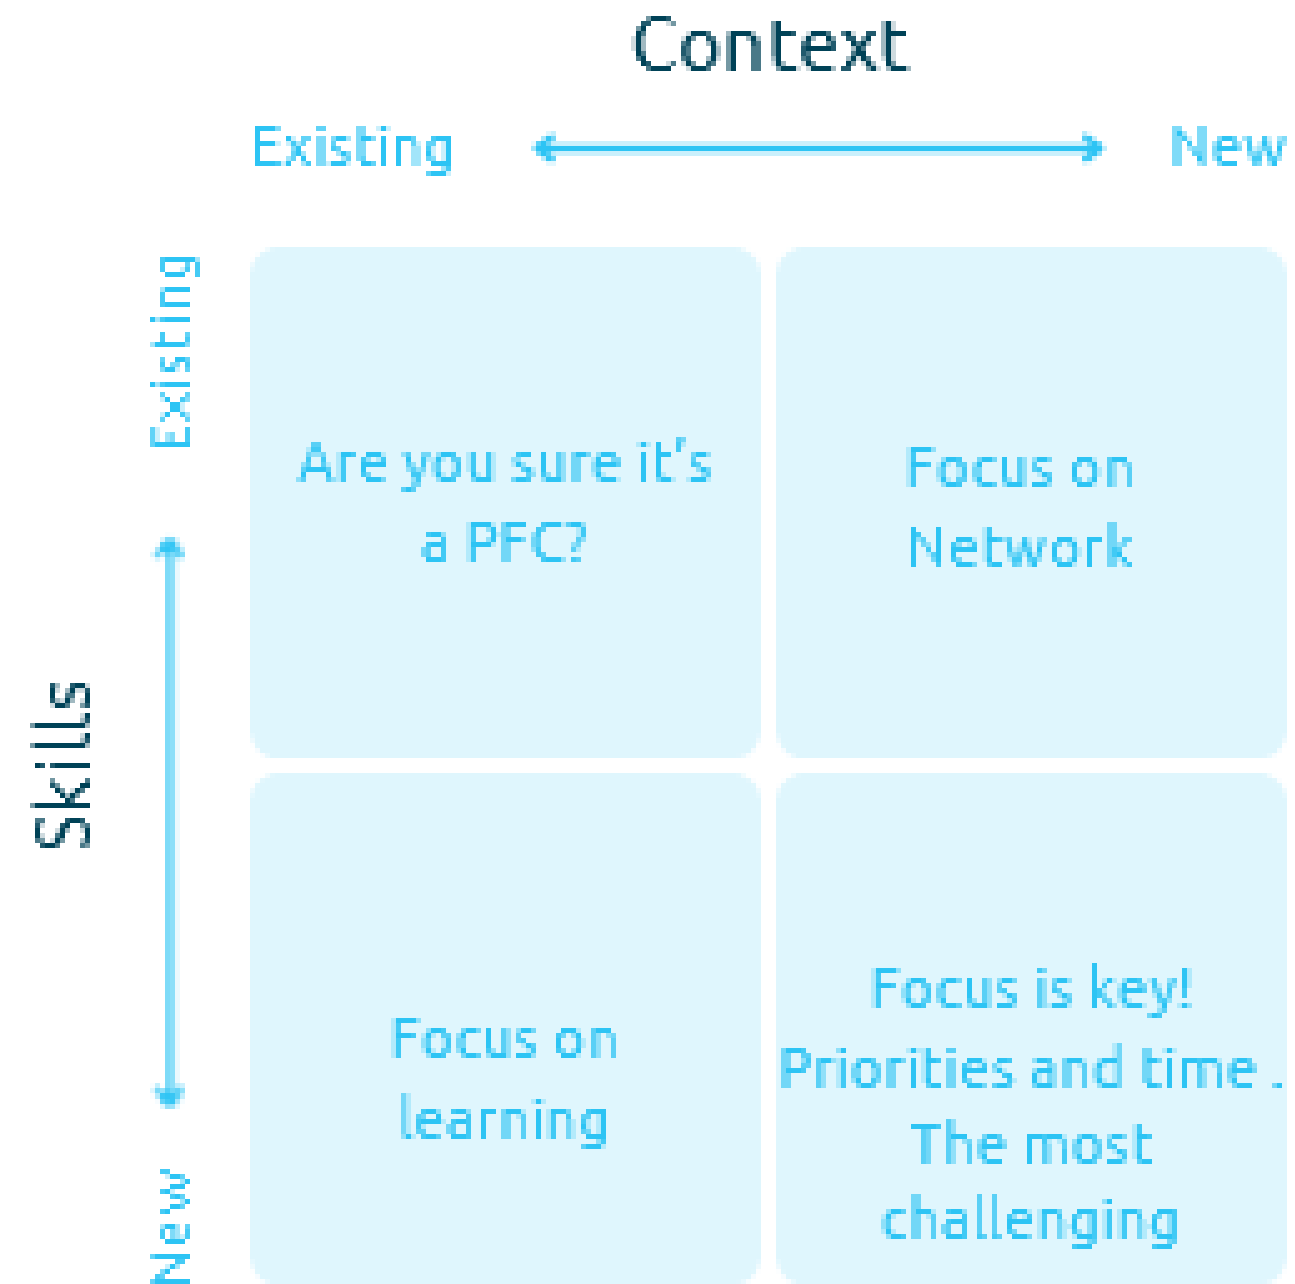 Context
Existing
New
Existing
Skills
New
Are you sure it's
a PFC?
Focus on
Network
Focus on
learning
Focus is key!
Priorities and time .
The most
challenging